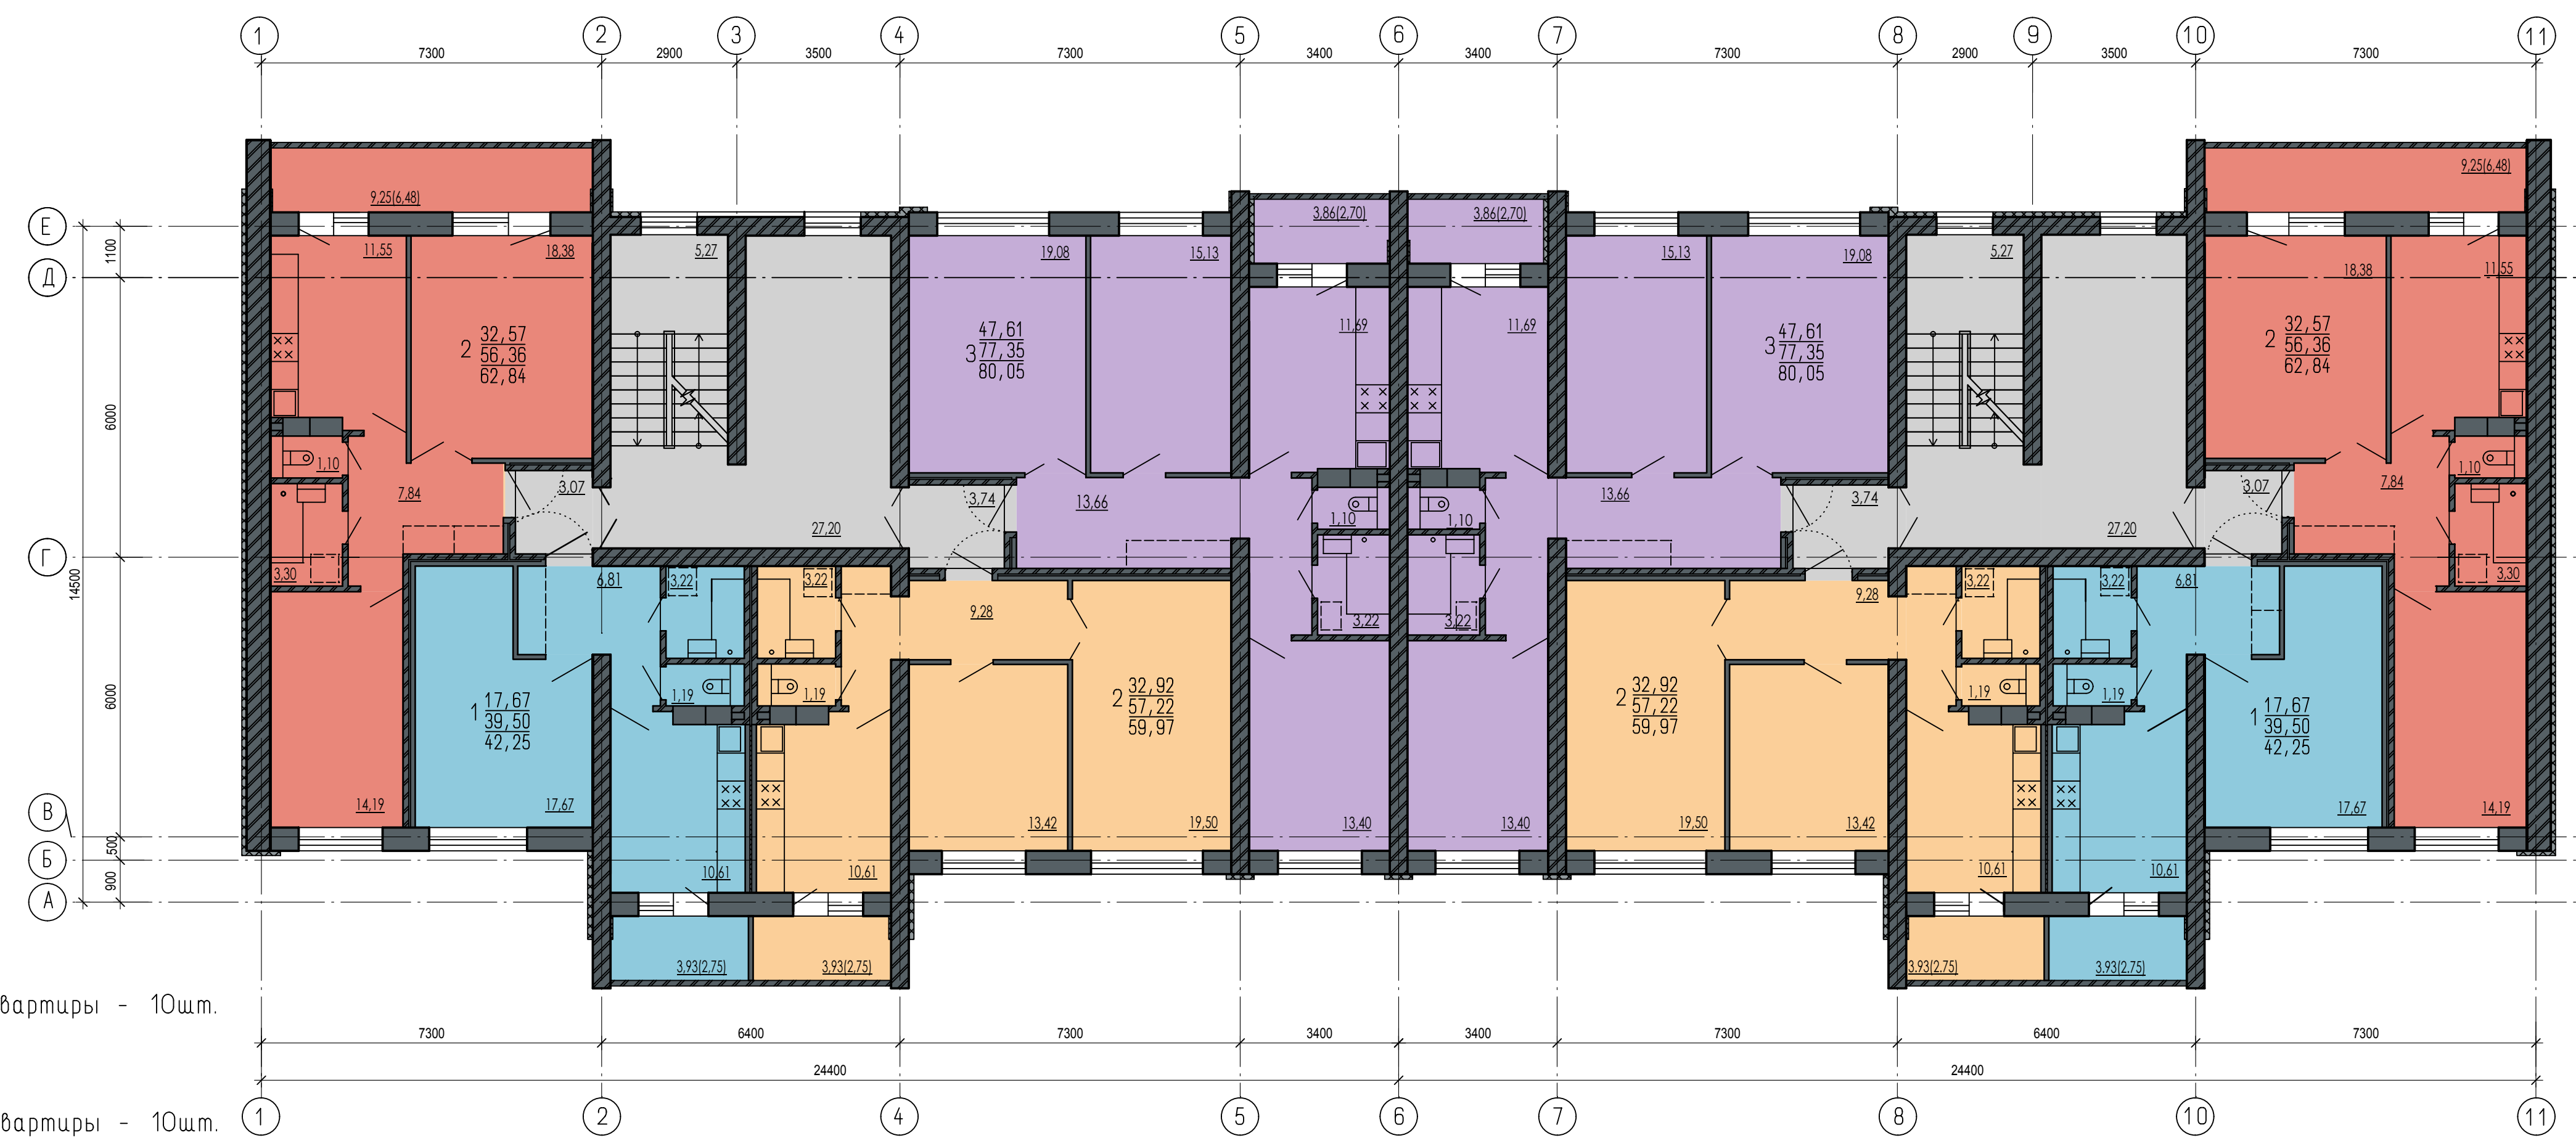 1 2 3 4 5 6 7 8 9 10 11
7300 2900 3500 7300 3400 3400 7300 2900 3500 7300
9,25(6,48) 9,25(6,48)
3,86(2,70) 3,86(2,70)
Е
11,55 18,38 5,27 19,08 15,13 15,13 19,08 5,27 18,38 11,55
1100
Д
11,69 11,69
2 32,57 56,36 62,84
3 47,61 77,35 80,05
3 47,61 77,35 80,05
2 32,57 56,36 62,84
6000
1,10 1,10
7,84 3,07 3,74 13,66 13,66 3,74 3,07 7,84
1,10 1,10
27,20 27,20
Г
14500
3,30 6,81 3,22 3,22 3,22 3,22 6,81 3,30
9,28 9,28
3,22 3,22
6000
1,19 1,19 1,19 1,19
1 17,67 39,50 42,25
2 32,92 57,22 59,97
2 32,92 57,22 59,97
1 17,67 39,50 42,25
14,19 17,67 17,67 14,19
В
13,42 19,50 13,40 13,40 19,50 13,42
500
Б
10,61 10,61 10,61 10,61
900
А
3,93(2,75) 3,93(2,75) 3.93(2.75) 3.93(2.75)
вартиры - 10шт.
7300 6400 7300 3400 3400 7300 6400 7300
24400 24400
вартиры - 10шт.
1 2 4 5 6 7 8 10 11